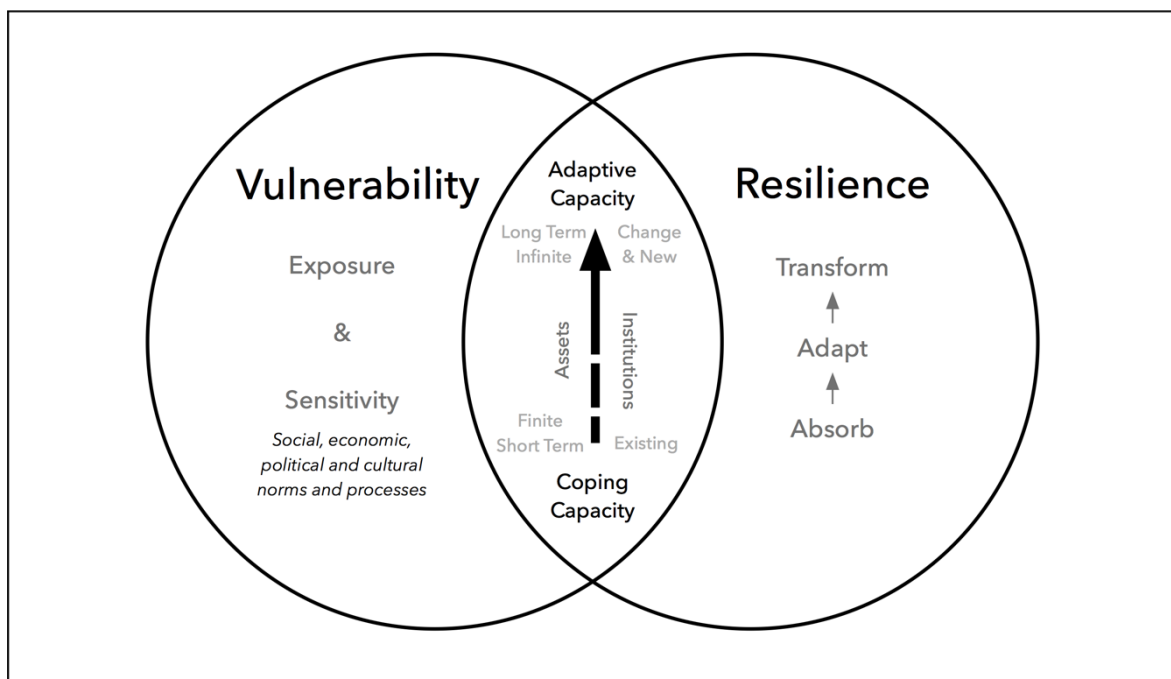 Vulnerability
Exposure
&
Sensitivity
Social, economic,
political and cultural
norms and processes
Adaptive
Capacity
Long Term
Infinite
Change
& New
Assets
Institutions
Finite
Short Term
Existing
Coping
Capacity
Resilience
Transform
Adapt
Absorb